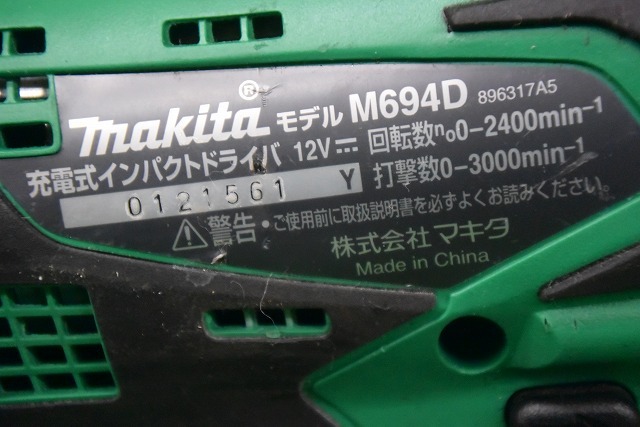 makita® モデル M694D 896317A5
充電式インパクトドライバ 12V⎓ 回転数n₀0-2400min⁻¹
0121561 Y 打撃数0-3000min⁻¹
⚠警告・ご使用前に取扱説明書を必ずよくお読みください。
株式会社 マキタ
Made in China